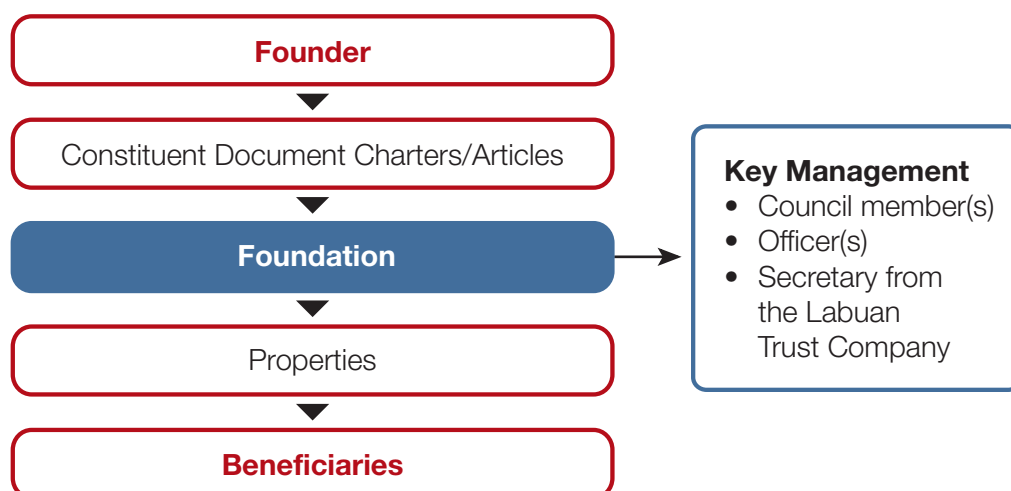 Founder
Constituent Document Charters/Articles
Foundation
Properties
Beneficiaries
Key Management
• Council member(s)
• Officer(s)
• Secretary from
the Labuan
Trust Company